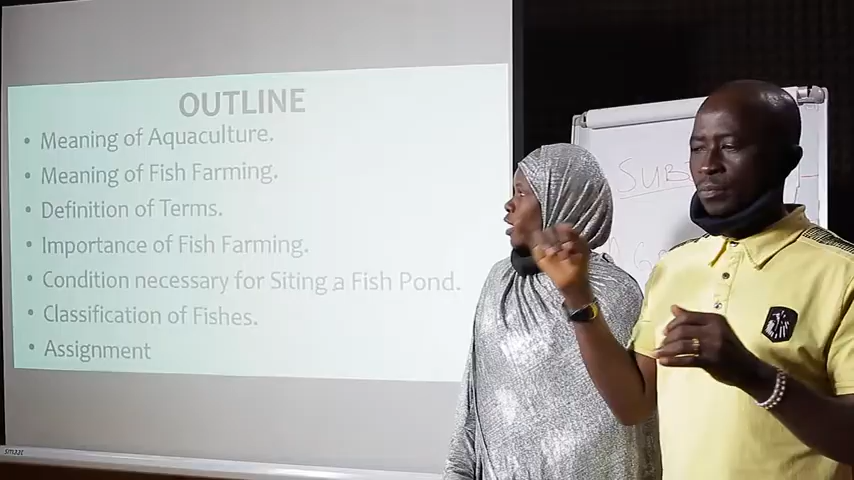 OUTLINE
• Meaning of Aquaculture.
• Meaning of Fish Farming.
• Definition of Terms.
• Importance of Fish Farming.
• Condition necessary for Siting a Fish Pond.
• Classification of Fishes.
• Assignment
SUB